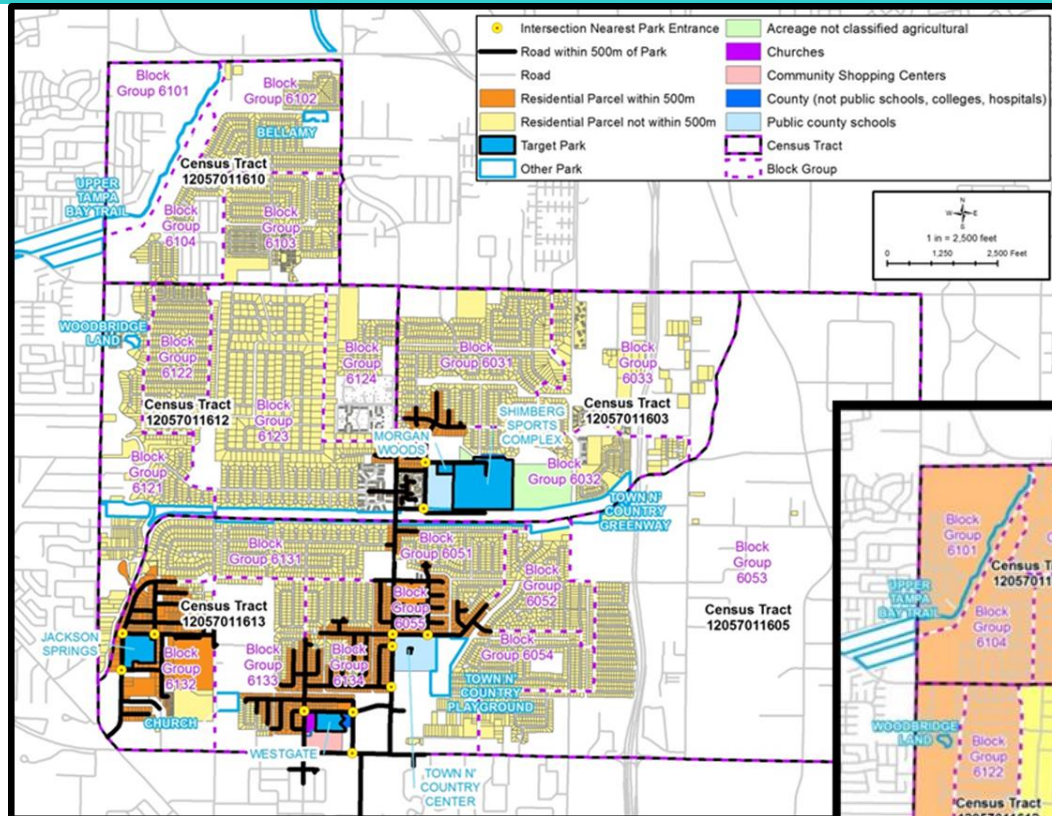 Intersection Nearest Park Entrance
Road within 500m of Park
Road
Residential Parcel within 500m
Residential Parcel not within 500m
Target Park
Other Park
Acreage not classified agricultural
Churches
Community Shopping Centers
County (not public schools, colleges, hospitals)
Public county schools
Census Tract
Block Group
N
W E
S
1 in = 2,500 feet
0 1,250 2,500 Feet
Block
Group 6101
Block
Group 6102
BELLAMY
Census Tract
12057011610
UPPER
TAMPA
BAY TRAIL
Block
Group
6104
Block
Group
6103
WOODBRIDGE
LAND
Block
Group
6122
Block
Group
6124
Block
Group 6031
Block
Group
6033
Census Tract
12057011612
Census Tract
12057011603
Block
Group
6123
SHIMBERG
SPORTS
COMPLEX
MORGAN
WOODS
Block
Group
6121
Block
Group 6032
TOWN N'
COUNTRY
GREENWAY
Block
Group 6131
Block
Group 6051
Block
Group
6052
Block
Group
6053
Block
Group
6055
Census Tract
12057011613
Census Tract
12057011605
JACKSON
SPRINGS
Block
Group
6132
Block
Group
6133
Block
Group
6134
Block
Group 6054
TOWN N'
COUNTRY
PLAYGROUND
CHURCH
WESTGATE
TOWN N'
COUNTRY
CENTER
Block
Group
6101
Census Tr
12057011
UPPER
TAMPA
BAY TRAIL
Block
Group
6104
WOODBRIDGE
LAND
Block
Group
6122
Census Tract